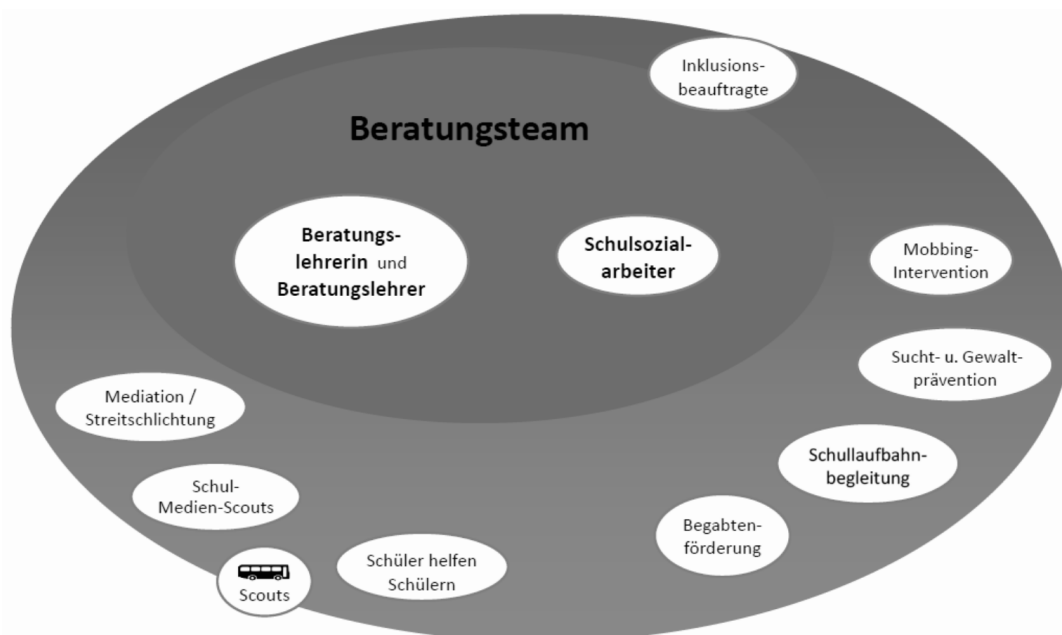 Inklusions-
beauftragte
Beratungsteam
Beratungs-
lehrerin und
Beratungslehrer
Schulsozial-
arbeiter
Mobbing-
Intervention
Sucht- u. Gewalt-
prävention
Mediation /
Streitschlichtung
Schullaufbahn-
begleitung
Schul-
Medien-Scouts
Begabten-
förderung
Schüler helfen
Schülern
Scouts